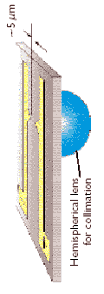 ~5 μm
Hemispherical lens
for collimation